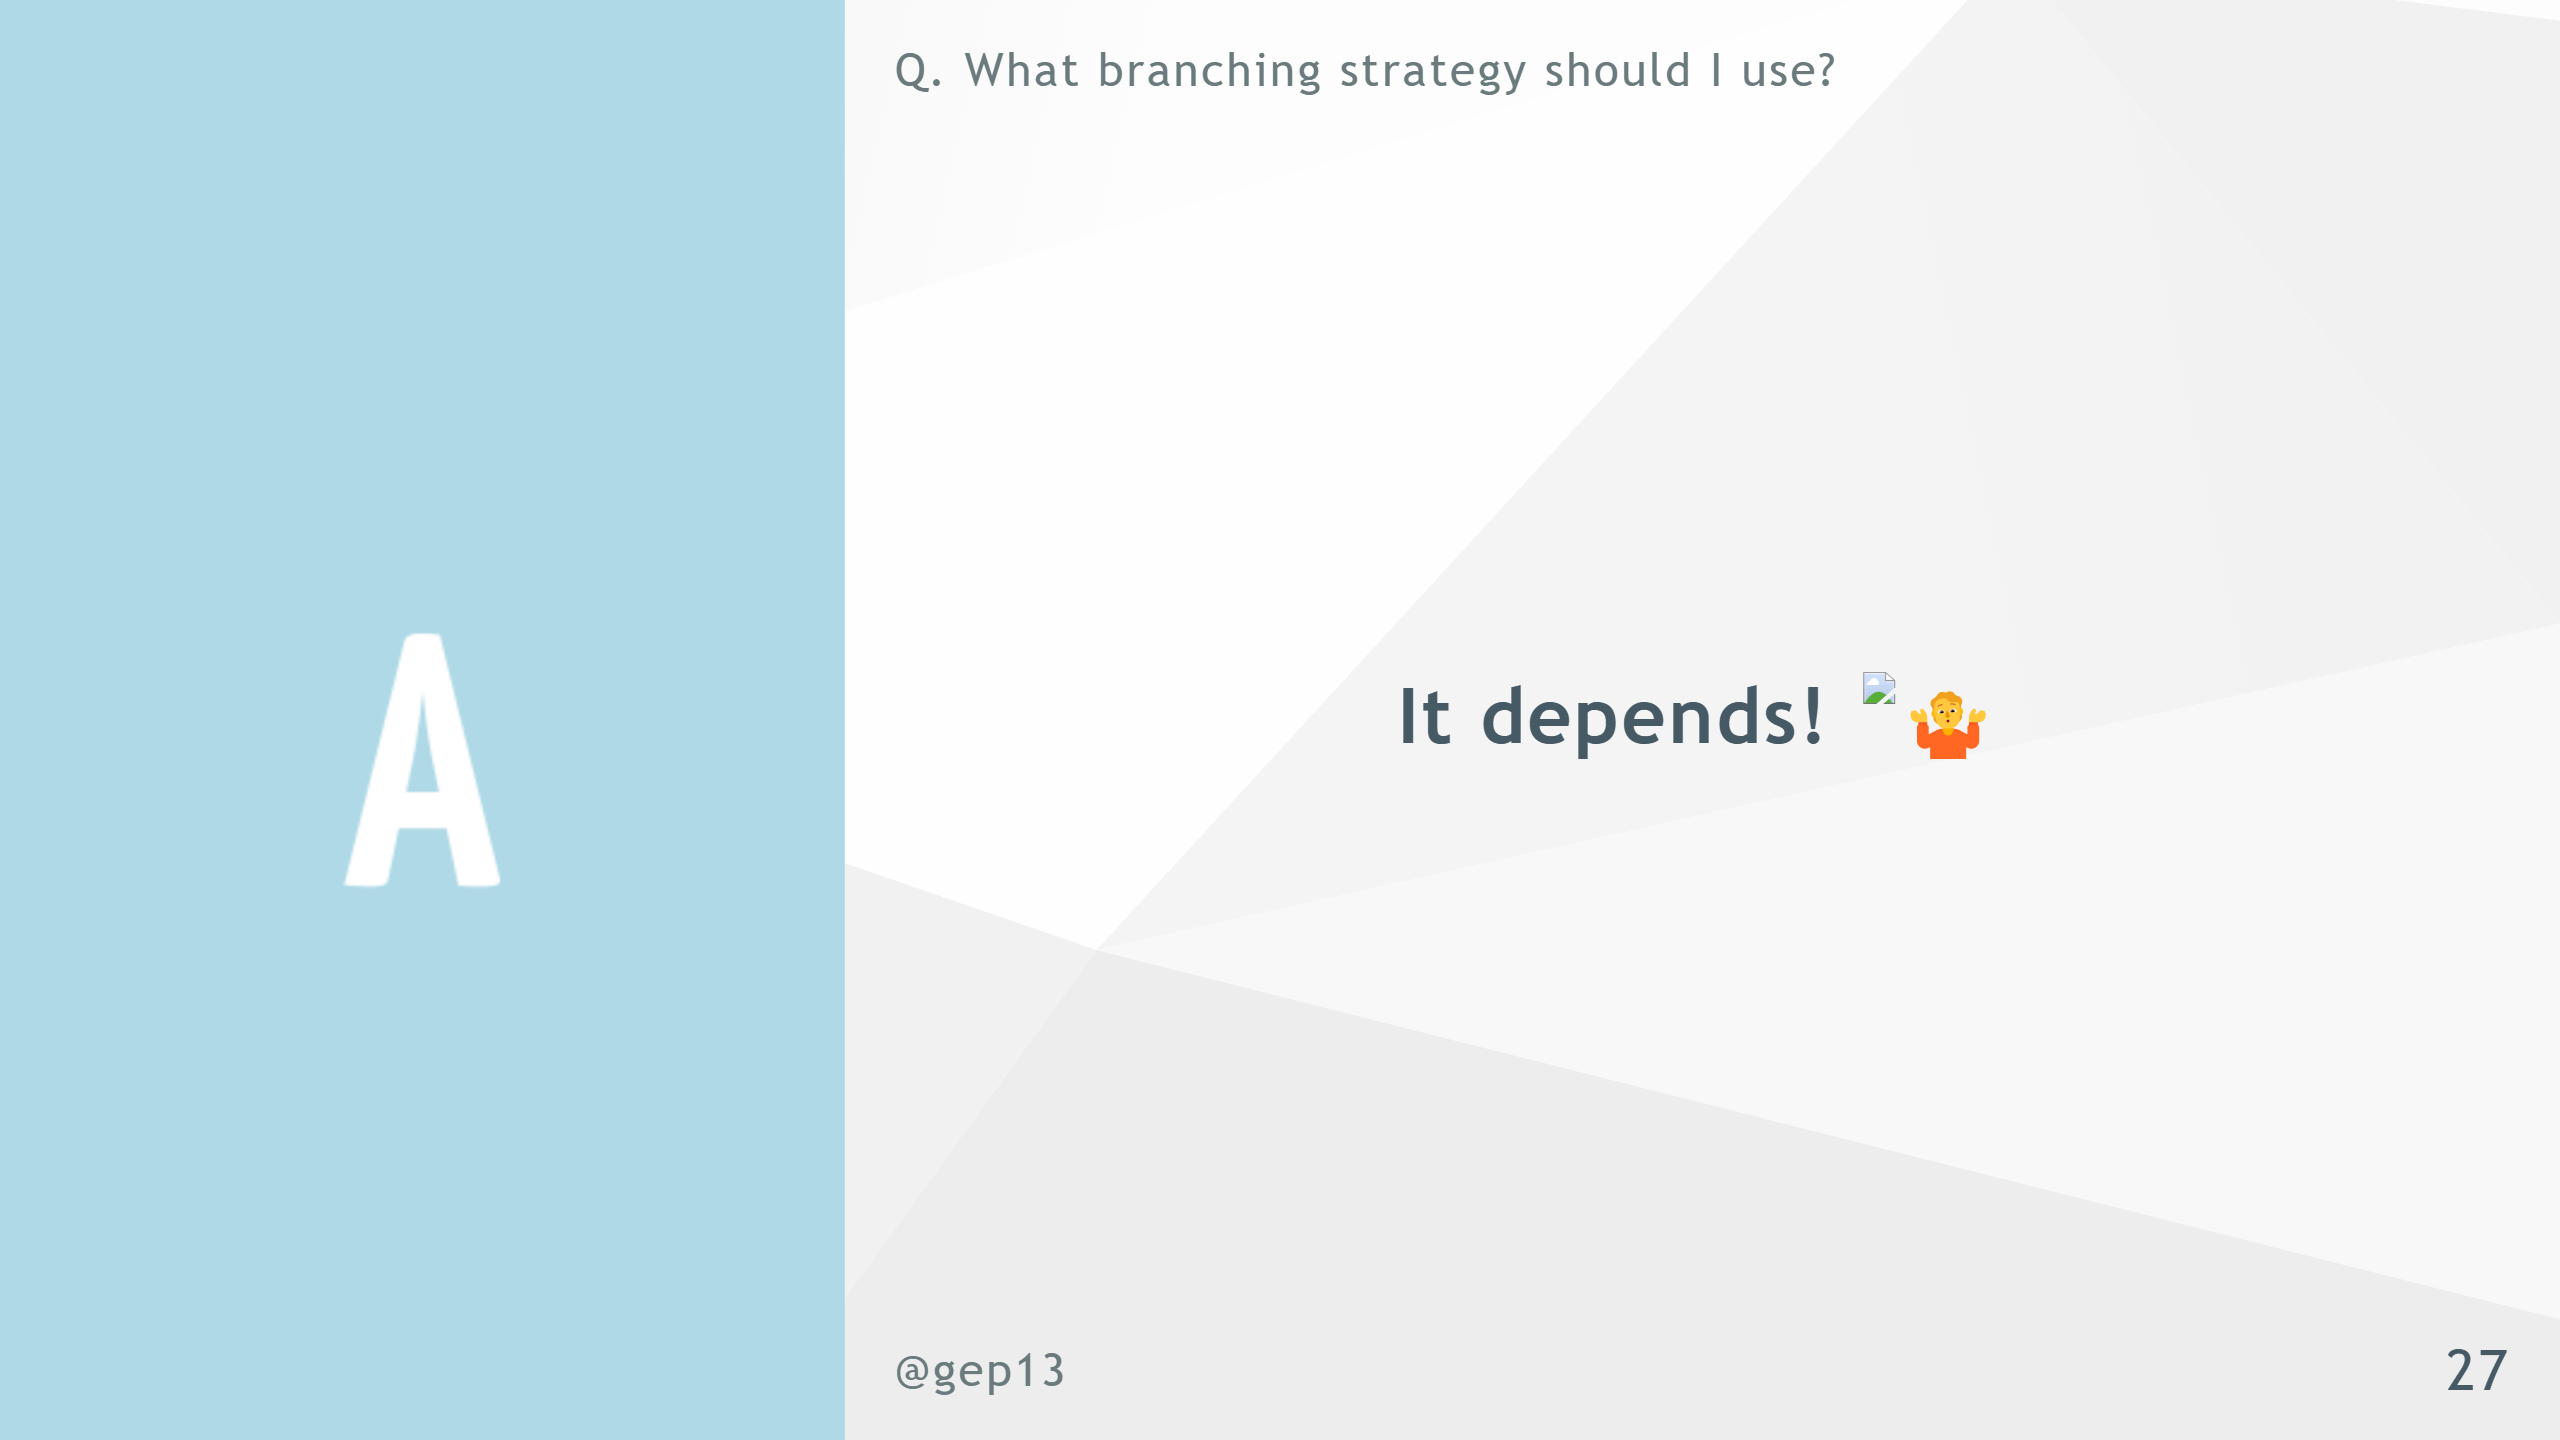 Q. What branching strategy should I use?
A
It depends! 🤷
@gep13
27